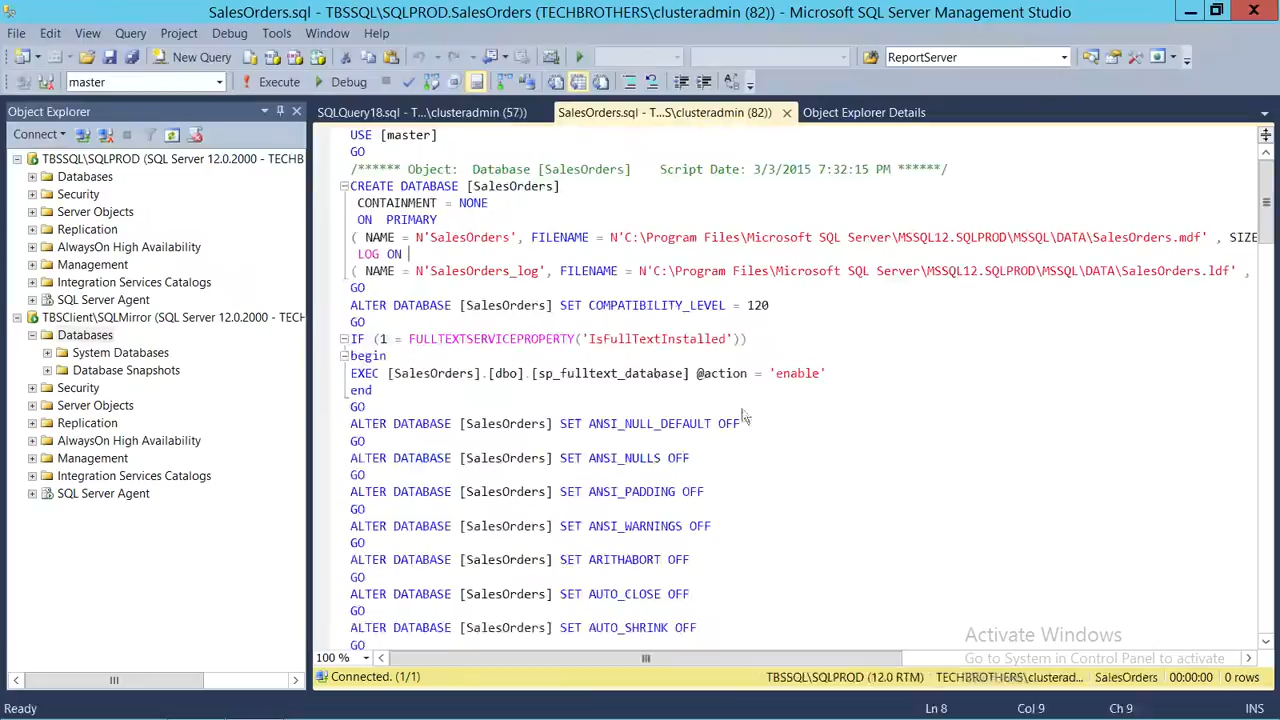 SalesOrders.sql - TBSSQL\SQLPROD.SalesOrders (TECHBROTHERS\clusteradmin (82)) - Microsoft SQL Server Management Studio
File Edit View Query Project Debug Tools Window Help
New Query ReportServer
master Execute Debug
Object Explorer
SQLQuery18.sql - T...\clusteradmin (57))
SalesOrders.sql - T...S\clusteradmin (82))
Object Explorer Details
Connect
TBSSQL\SQLPROD (SQL Server 12.0.2000 - TECHB
Databases
Security
Server Objects
Replication
AlwaysOn High Availability
Management
Integration Services Catalogs
SQL Server Agent
TBSClient\SQLMirror (SQL Server 12.0.2000 - TECH
Databases
System Databases
Database Snapshots
Security
Server Objects
Replication
AlwaysOn High Availability
Management
Integration Services Catalogs
SQL Server Agent
USE [master]
GO
/****** Object:  Database [SalesOrders]    Script Date: 3/3/2015 7:32:15 PM ******/
CREATE DATABASE [SalesOrders]
CONTAINMENT = NONE
ON  PRIMARY
( NAME = N'SalesOrders', FILENAME = N'C:\Program Files\Microsoft SQL Server\MSSQL12.SQLPROD\MSSQL\DATA\SalesOrders.mdf' , SIZE
LOG ON
( NAME = N'SalesOrders_log', FILENAME = N'C:\Program Files\Microsoft SQL Server\MSSQL12.SQLPROD\MSSQL\DATA\SalesOrders.ldf' ,
GO
ALTER DATABASE [SalesOrders] SET COMPATIBILITY_LEVEL = 120
GO
IF (1 = FULLTEXTSERVICEPROPERTY('IsFullTextInstalled'))
begin
EXEC [SalesOrders].[dbo].[sp_fulltext_database] @action = 'enable'
end
GO
ALTER DATABASE [SalesOrders] SET ANSI_NULL_DEFAULT OFF
GO
ALTER DATABASE [SalesOrders] SET ANSI_NULLS OFF
GO
ALTER DATABASE [SalesOrders] SET ANSI_PADDING OFF
GO
ALTER DATABASE [SalesOrders] SET ANSI_WARNINGS OFF
GO
ALTER DATABASE [SalesOrders] SET ARITHABORT OFF
GO
ALTER DATABASE [SalesOrders] SET AUTO_CLOSE OFF
GO
ALTER DATABASE [SalesOrders] SET AUTO_SHRINK OFF
GO
Activate Windows
Go to System in Control Panel to activate
100 %
Connected. (1/1) TBSSQL\SQLPROD (12.0 RTM) TECHBROTHERS\clusterad... SalesOrders 00:00:00 0 rows
Ready Ln 8 Col 9 Ch 9 INS